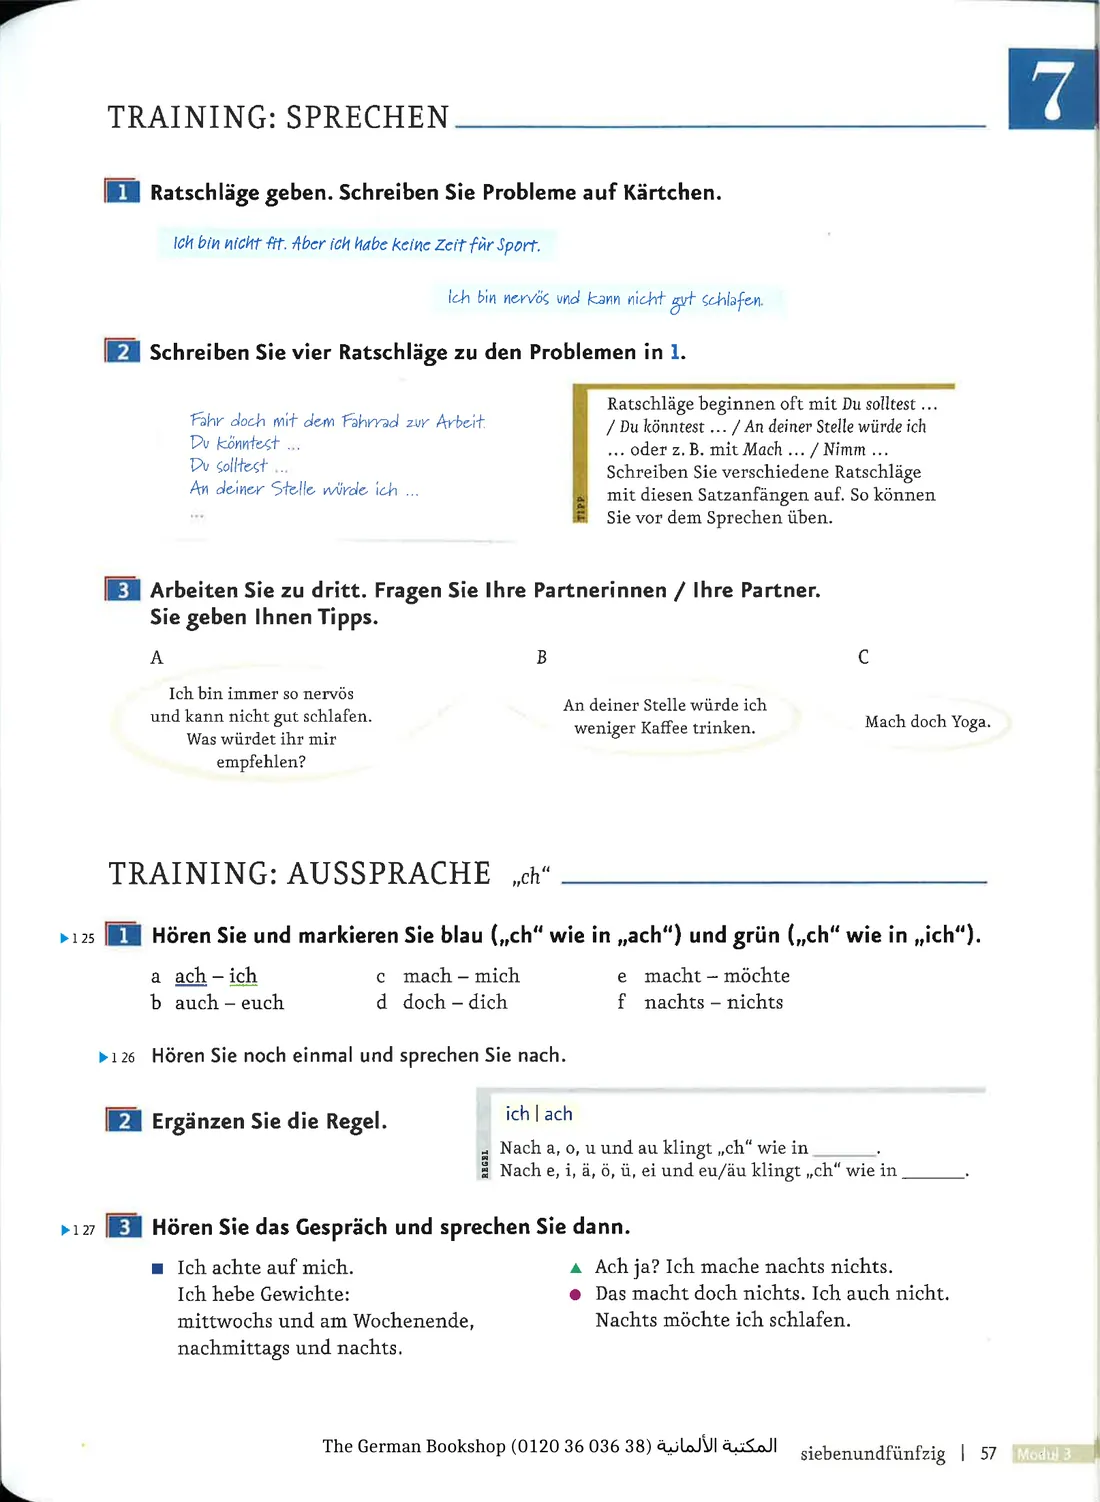 7
TRAINING: SPRECHEN
1 Ratschläge geben. Schreiben Sie Probleme auf Kärtchen.
Ich bin nicht fit. Aber ich habe keine Zeit für Sport.
Ich bin nervös und kann nicht gut schlafen.
2 Schreiben Sie vier Ratschläge zu den Problemen in 1.
Fahr doch mit dem Fahrrad zur Arbeit.
Du könntest ...
Du solltest ...
An deiner Stelle würde ich ...
...
TIPP
Ratschläge beginnen oft mit Du solltest ...
/ Du könntest ... / An deiner Stelle würde ich
... oder z. B. mit Mach ... / Nimm ...
Schreiben Sie verschiedene Ratschläge
mit diesen Satzanfängen auf. So können
Sie vor dem Sprechen üben.
3 Arbeiten Sie zu dritt. Fragen Sie Ihre Partnerinnen / Ihre Partner.
Sie geben Ihnen Tipps.
A
Ich bin immer so nervös
und kann nicht gut schlafen.
Was würdet ihr mir
empfehlen?
B
An deiner Stelle würde ich
weniger Kaffee trinken.
C
Mach doch Yoga.
TRAINING: AUSSPRACHE „ch“
▶ 1 25 1 Hören Sie und markieren Sie blau („ch“ wie in „ach“) und grün („ch“ wie in „ich“).
a ach – ich
b auch – euch
c mach – mich
d doch – dich
e macht – möchte
f nachts – nichts
▶ 1 26 Hören Sie noch einmal und sprechen Sie nach.
2 Ergänzen Sie die Regel.
REGEL
ich | ach
Nach a, o, u und au klingt „ch“ wie in _______.
Nach e, i, ä, ö, ü, ei und eu/äu klingt „ch“ wie in _______.
▶ 1 27 3 Hören Sie das Gespräch und sprechen Sie dann.
■ Ich achte auf mich.
Ich hebe Gewichte:
mittwochs und am Wochenende,
nachmittags und nachts.
▲ Ach ja? Ich mache nachts nichts.
● Das macht doch nichts. Ich auch nicht.
Nachts möchte ich schlafen.
The German Bookshop (0120 36 036 38) المكتبة الألمانية
siebenundfünfzig | 57 Modul 3